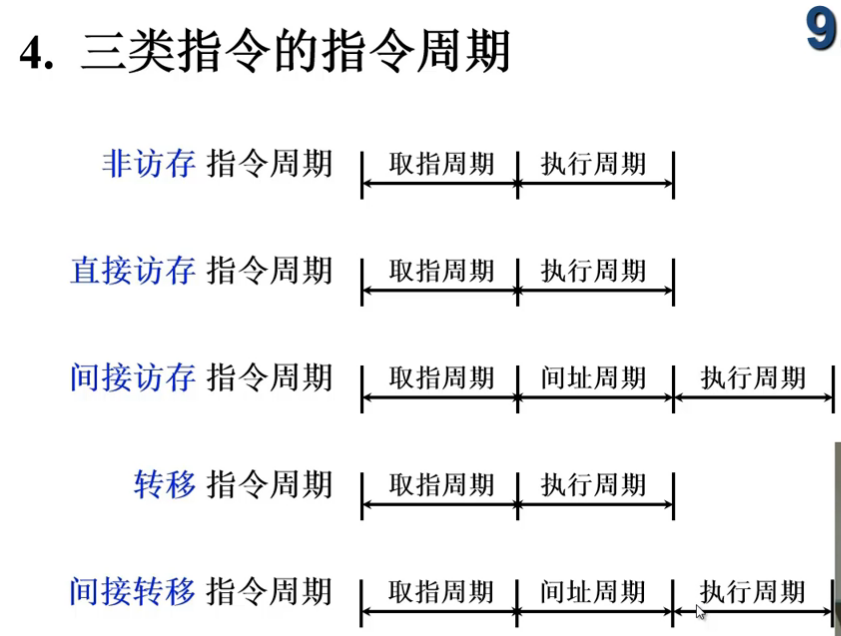 9
4. 三类指令的指令周期
非访存 指令周期 取指周期 执行周期
直接访存 指令周期 取指周期 执行周期
间接访存 指令周期 取指周期 间址周期 执行周期
转移 指令周期 取指周期 执行周期
间接转移 指令周期 取指周期 间址周期 执行周期